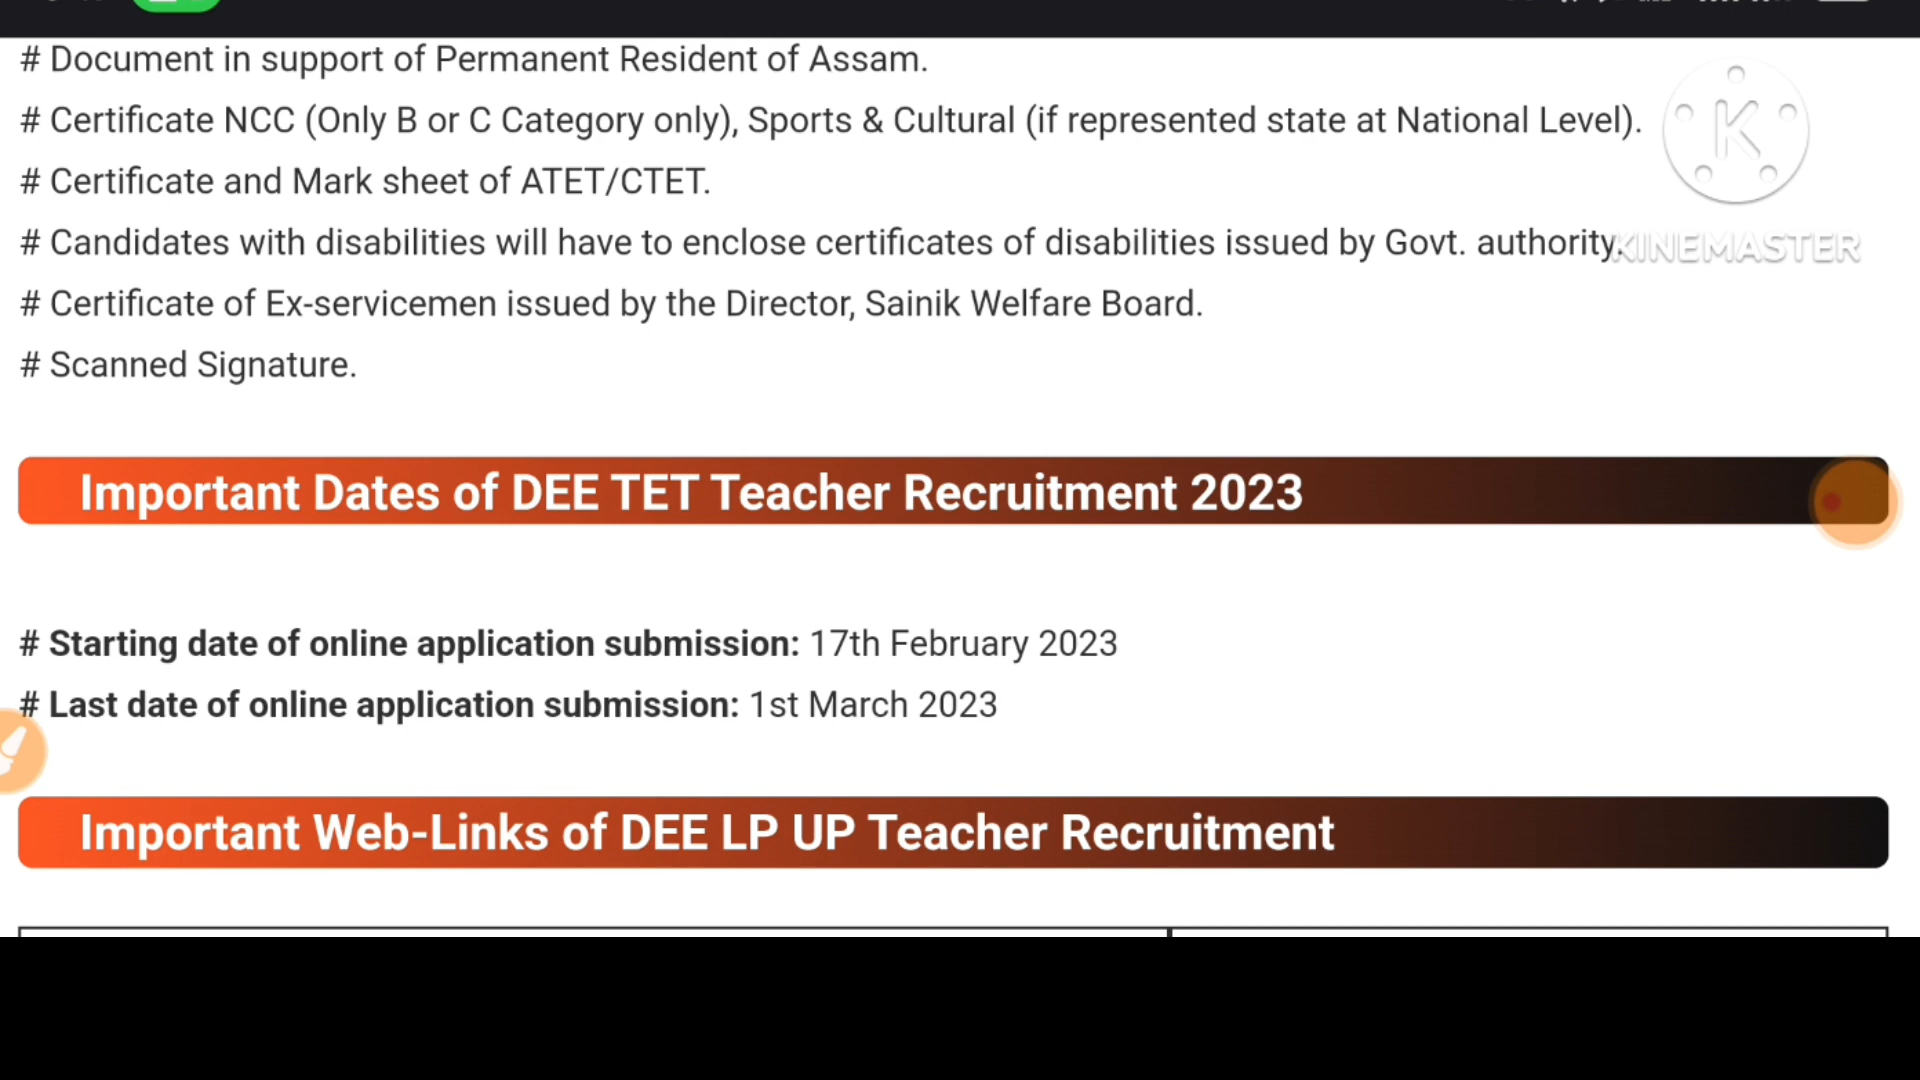 # Document in support of Permanent Resident of Assam.
# Certificate NCC (Only B or C Category only), Sports & Cultural (if represented state at National Level).
# Certificate and Mark sheet of ATET/CTET.
# Candidates with disabilities will have to enclose certificates of disabilities issued by Govt. authority.
KINEMASTER
# Certificate of Ex-servicemen issued by the Director, Sainik Welfare Board.
# Scanned Signature.
Important Dates of DEE TET Teacher Recruitment 2023
# Starting date of online application submission: 17th February 2023
# Last date of online application submission: 1st March 2023
Important Web-Links of DEE LP UP Teacher Recruitment